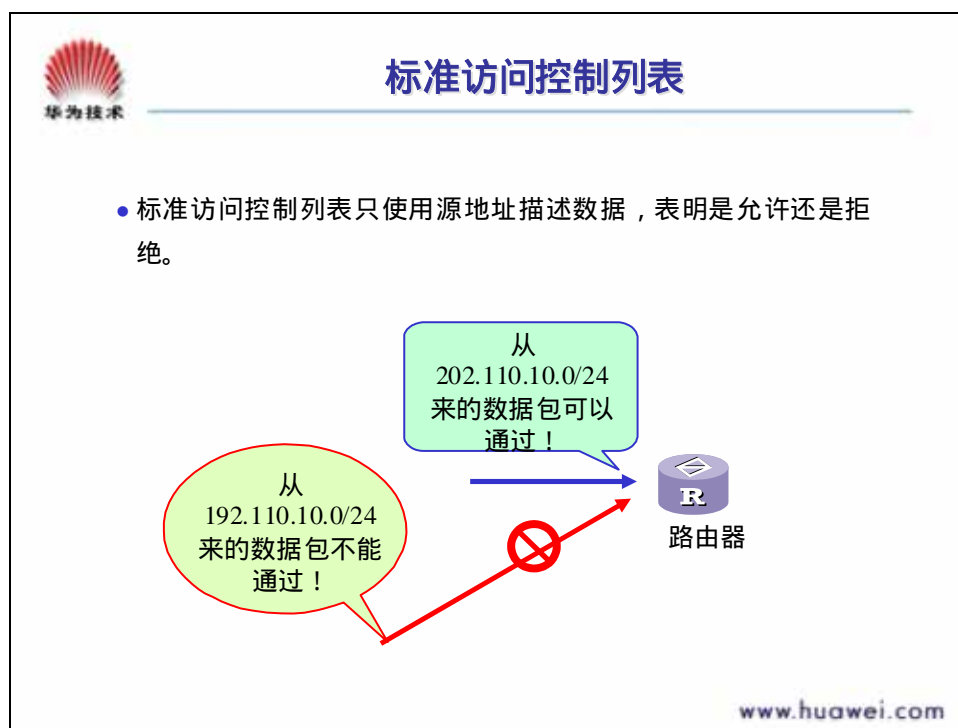 华为技术
标准访问控制列表
● 标准访问控制列表只使用源地址描述数据，表明是允许还是拒
绝。
从
202.110.10.0/24
来的数据包可以
通过！
从
192.110.10.0/24
来的数据包不能
通过！
R
路由器
www.huawei.com